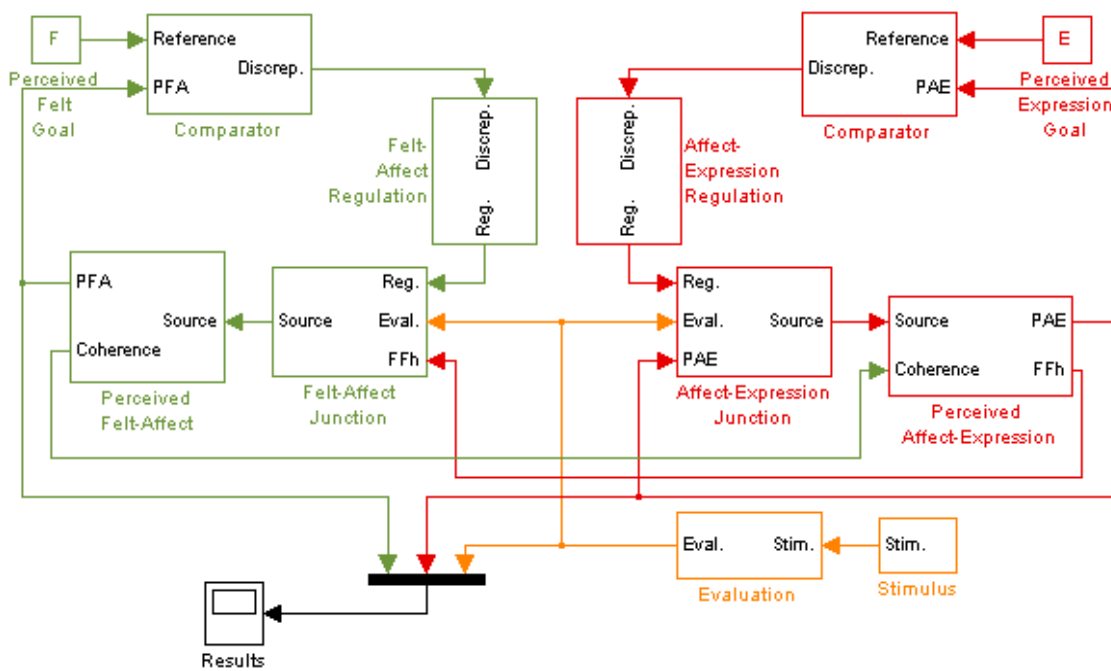 F
Perceived
Felt
Goal
Reference
PFA
Discrep.
Comparator
Felt-
Affect
Regulation
Discrep.
Reg.
Discrep.
Reg.
Affect-
Expression
Regulation
Reference
Discrep.
PAE
Comparator
E
Perceived
Expression
Goal
PFA
Source
Coherence
Perceived
Felt-Affect
Reg.
Source
Eval.
FFh
Felt-Affect
Junction
Reg.
Eval.
Source
PAE
Affect-Expression
Junction
Source
PAE
Coherence
FFh
Perceived
Affect-Expression
Eval.
Stim.
Evaluation
Stim.
Stimulus
Results